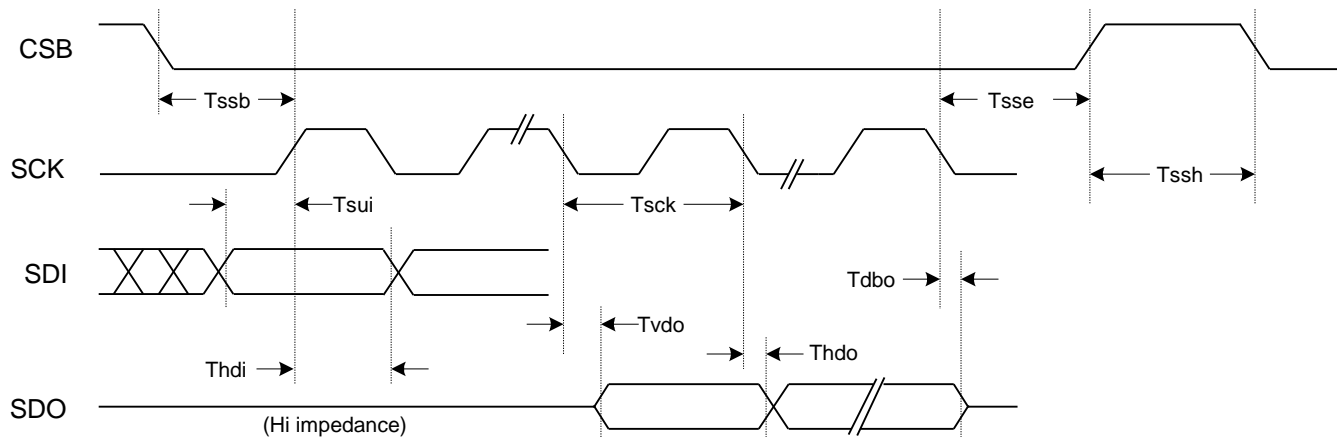 CSB
Tssb
Tsse
SCK
Tssh
Tsui
Tsck
SDI
Tdbo
Tvdo
Thdi
Thdo
SDO
(Hi impedance)